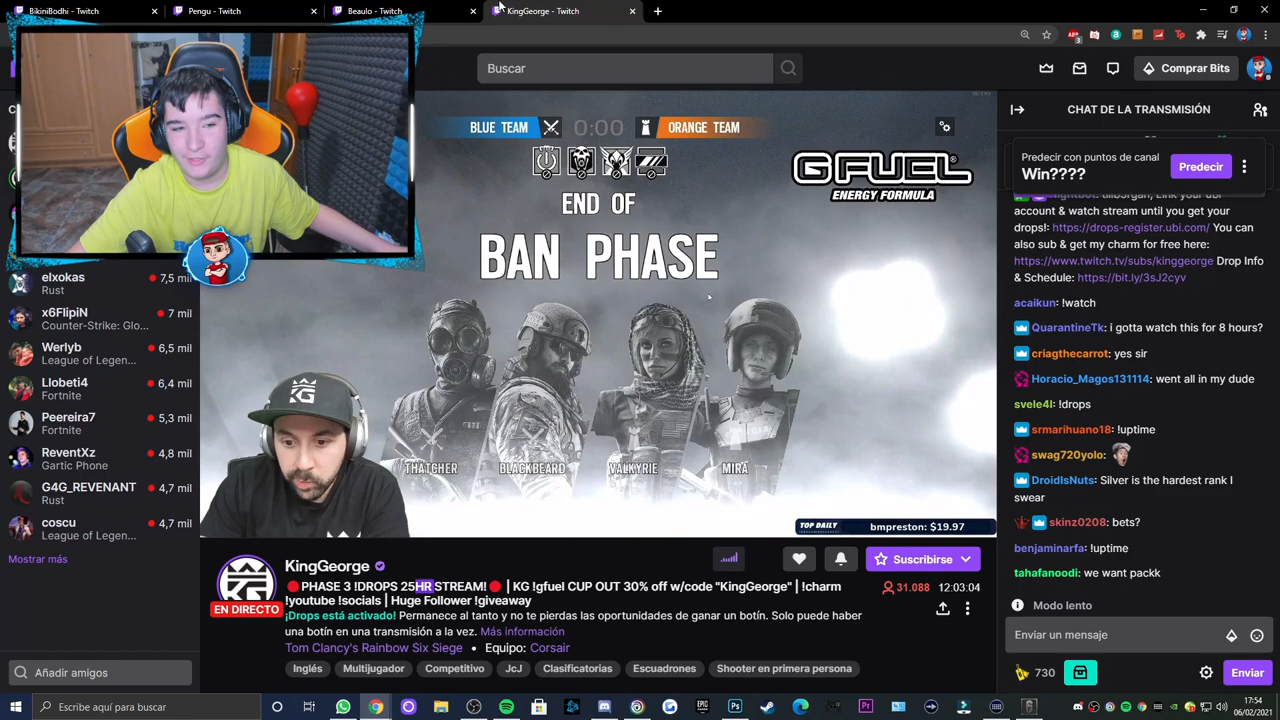 BikiniBodhi - Twitch
Pengu - Twitch
Beaulo - Twitch
KingGeorge - Twitch
Buscar
Comprar Bits
BLUE TEAM
0:00
ORANGE TEAM
END OF
BAN PHASE
G FUEL
ENERGY FORMULA
THATCHER
BLACKBEARD
VALKYRIE
MIRA
KG
TOP DAILY
bmpreston: $19.97
elxokas
7,5 mil
Rust
x6FlipiN
7 mil
Counter-Strike: Glo...
Werlyb
6,5 mil
League of Legen...
Llobeti4
6,4 mil
Fortnite
Peereira7
5,3 mil
Fortnite
ReventXz
4,8 mil
Gartic Phone
G4G_REVENANT
4,7 mil
Rust
coscu
4,7 mil
League of Legen...
Mostrar más
Añadir amigos
EN DIRECTO
KingGeorge
Suscribirse
🔴PHASE 3 !DROPS 25HR STREAM!🔴 | KG !gfuel CUP OUT 30% off w/code "KingGeorge" | !charm
!youtube !socials | Huge Follower !giveaway
31.088
12:03:04
¡Drops está activado! Permanece al tanto y no te pierdas las oportunidades de ganar un botín. Solo puede haber
una botín en una transmisión a la vez. Más información
Tom Clancy's Rainbow Six Siege • Equipo: Corsair
Inglés
Multijugador
Competitivo
JcJ
Clasificatorias
Escuadrones
Shooter en primera persona
CHAT DE LA TRANSMISIÓN
Predecir con puntos de canal
Win????
Predecir
account & watch stream until you get your
drops!: https://drops-register.ubi.com/ You can
also sub & get my charm for free here:
https://www.twitch.tv/subs/kinggeorge Drop Info
& Schedule: https://bit.ly/3sJ2cyv
acaikun: !watch
QuarantineTk: i gotta watch this for 8 hours?
criagthecarrot: yes sir
Horacio_Magos131114: went all in my dude
svele4l: !drops
srmarihuano18: !uptime
swag720yolo:
DroidIsNuts: Silver is the hardest rank I
swear
skinz0208: bets?
benjaminarfa: !uptime
tahafanoodi: we want packk
Modo lento
Enviar un mensaje
730
Enviar
Escribe aquí para buscar
17:54
06/02/2021